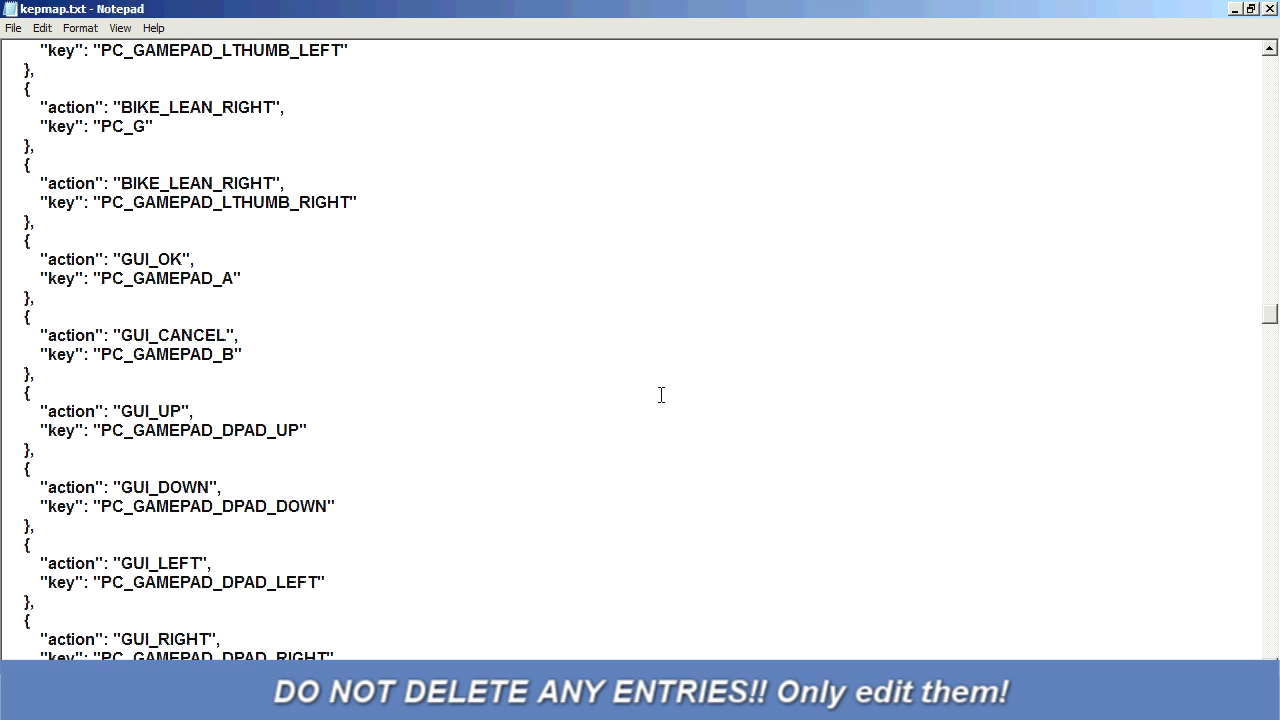 kepmap.txt - Notepad
File Edit Format View Help
"key": "PC_GAMEPAD_LTHUMB_LEFT"
},
{
"action": "BIKE_LEAN_RIGHT",
"key": "PC_G"
},
{
"action": "BIKE_LEAN_RIGHT",
"key": "PC_GAMEPAD_LTHUMB_RIGHT"
},
{
"action": "GUI_OK",
"key": "PC_GAMEPAD_A"
},
{
"action": "GUI_CANCEL",
"key": "PC_GAMEPAD_B"
},
{
"action": "GUI_UP",
"key": "PC_GAMEPAD_DPAD_UP"
},
{
"action": "GUI_DOWN",
"key": "PC_GAMEPAD_DPAD_DOWN"
},
{
"action": "GUI_LEFT",
"key": "PC_GAMEPAD_DPAD_LEFT"
},
{
"action": "GUI_RIGHT",
"key": "PC_GAMEPAD_DPAD_RIGHT"
DO NOT DELETE ANY ENTRIES!! Only edit them!